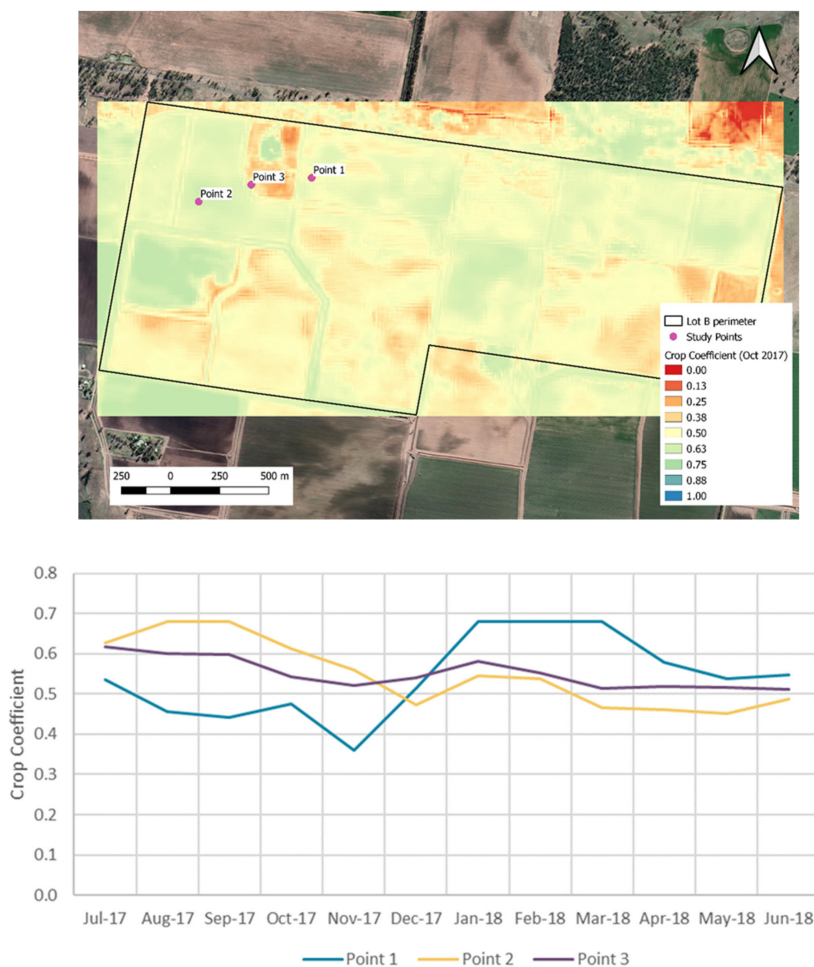 Point 1
Point 3
Point 2
Lot B perimeter
Study Points
Crop Coefficient (Oct 2017)
0.00
0.13
0.25
0.38
0.50
0.63
0.75
0.88
1.00
250 0 250 500 m
0.8
0.7
0.6
0.5
0.4
0.3
0.2
0.1
0.0
Crop Coefficient
Jul-17 Aug-17 Sep-17 Oct-17 Nov-17 Dec-17 Jan-18 Feb-18 Mar-18 Apr-18 May-18 Jun-18
Point 1 Point 2 Point 3